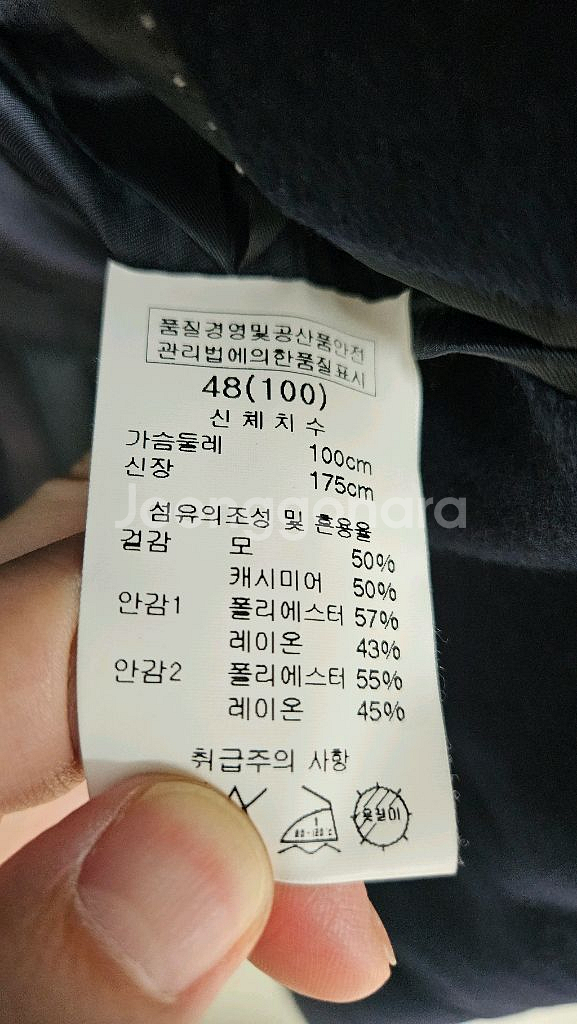 품질경영및공산품안전
관리법에의한품질표시
48(100)
신 체 치 수
가슴둘레 100cm
신장 175cm
섬유의조성 및 혼용율
겉감 모 50%
캐시미어 50%
안감1 폴리에스터 57%
레이온 43%
안감2 폴리에스터 55%
레이온 45%
취급주의 사항
1
80-120℃
옷걸이
Joonggonara